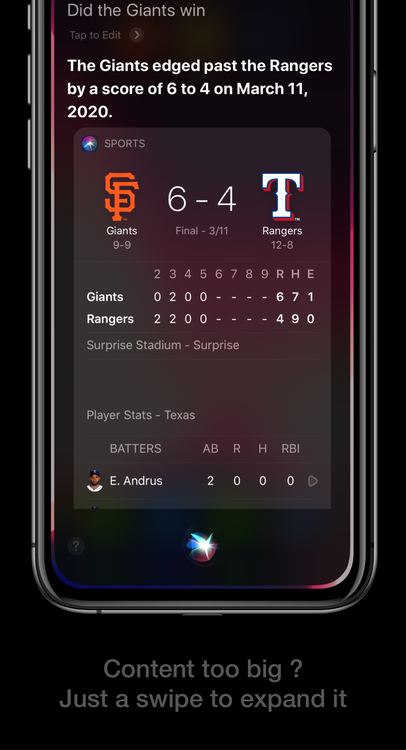 Did the Giants win
Tap to Edit
The Giants edged past the Rangers
by a score of 6 to 4 on March 11,
2020.
SPORTS
SF
T
6 - 4
Giants
9-9
Final - 3/11
Rangers
12-8
2 3 4 5 6 7 8 9 R H E
Giants 0 2 0 0 - - - - 6 7 1
Rangers 2 2 0 0 - - - - 4 9 0
Surprise Stadium - Surprise
Player Stats - Texas
BATTERS AB R H RBI
E. Andrus 2 0 0 0
?
Content too big ?
Just a swipe to expand it